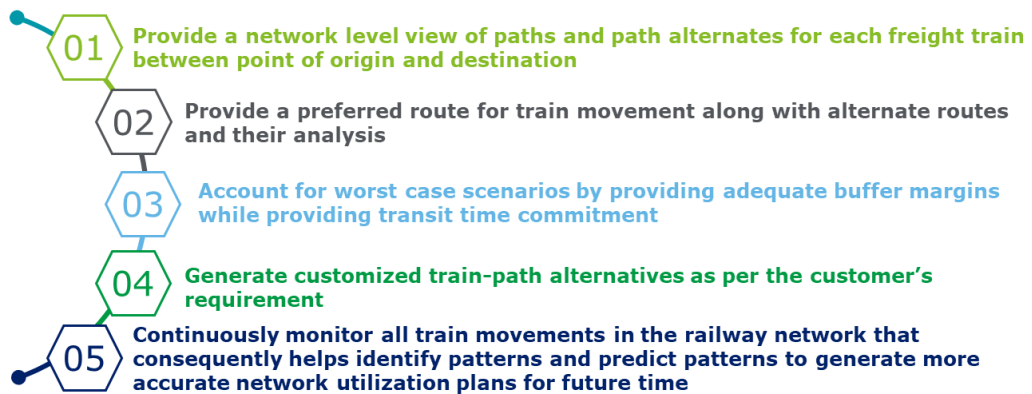 01
Provide a network level view of paths and path alternates for each freight train
between point of origin and destination
02
Provide a preferred route for train movement along with alternate routes
and their analysis
03
Account for worst case scenarios by providing adequate buffer margins
while providing transit time commitment
04
Generate customized train-path alternatives as per the customer’s
requirement
05
Continuously monitor all train movements in the railway network that
consequently helps identify patterns and predict patterns to generate more
accurate network utilization plans for future time